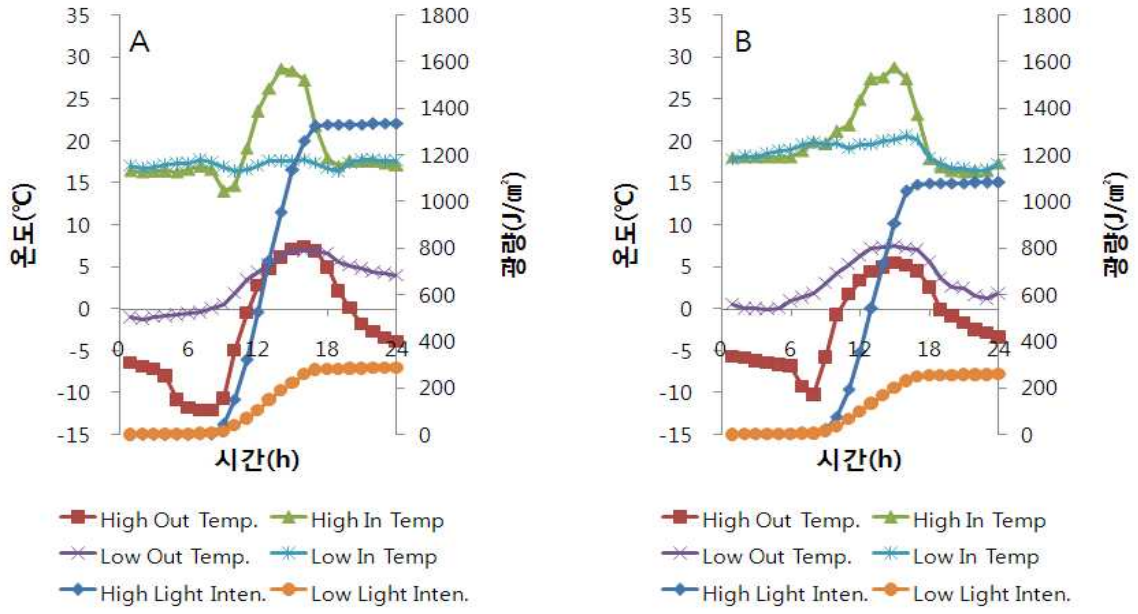 A
35
30
25
20
15
10
5
0
-5
-10
-15
온도(℃)
1800
1600
1400
1200
1000
800
600
400
200
0
광량(J/㎠)
0 6 12 18 24
시간(h)
High Out Temp. High In Temp
Low Out Temp. Low In Temp
High Light Inten. Low Light Inten.
B
35
30
25
20
15
10
5
0
-5
-10
-15
온도(℃)
1800
1600
1400
1200
1000
800
600
400
200
0
광량(J/㎠)
0 6 12 18 24
시간(h)
High Out Temp. High In Temp
Low Out Temp. Low In Temp
High Light Inten. Low Light Inten.